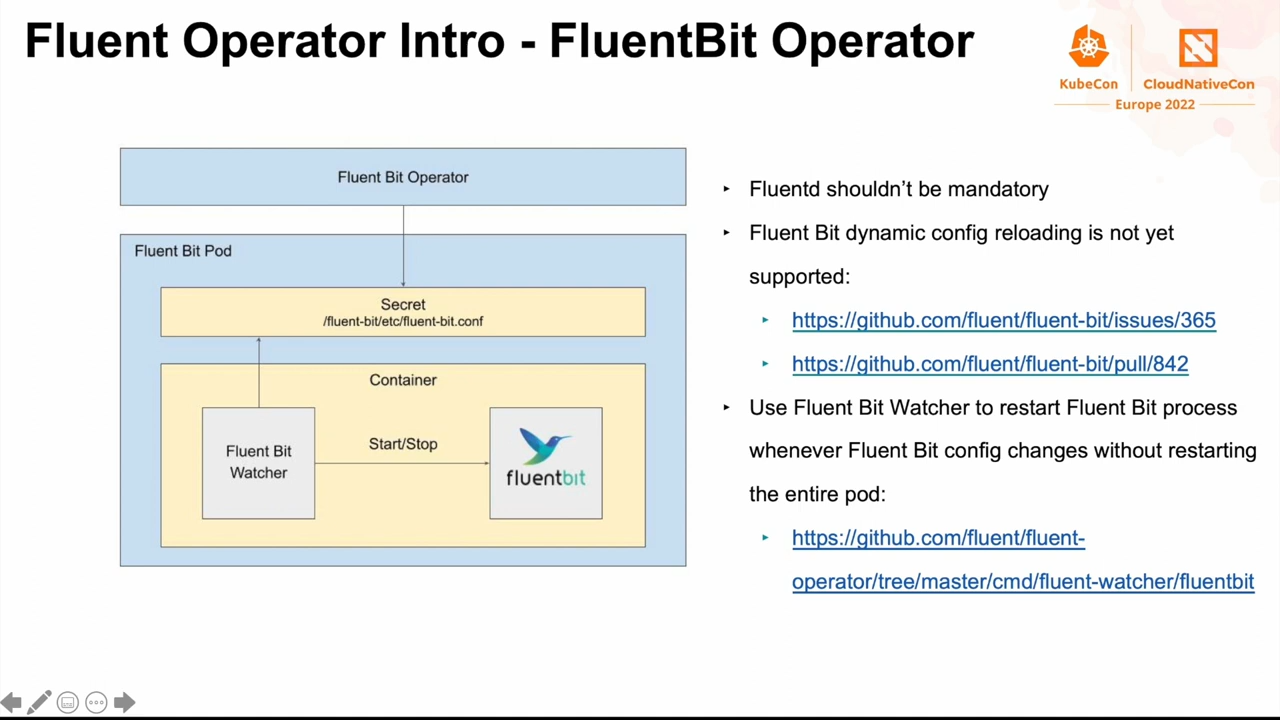 Fluent Operator Intro - FluentBit Operator
KubeCon
CloudNativeCon
Europe 2022
Fluent Bit Operator
Fluent Bit Pod
Secret
/fluent-bit/etc/fluent-bit.conf
Container
Fluent Bit
Watcher
Start/Stop
fluentbit
‣ Fluentd shouldn’t be mandatory
‣ Fluent Bit dynamic config reloading is not yet
supported:
‣ https://github.com/fluent/fluent-bit/issues/365
‣ https://github.com/fluent/fluent-bit/pull/842
‣ Use Fluent Bit Watcher to restart Fluent Bit process
whenever Fluent Bit config changes without restarting
the entire pod:
‣ https://github.com/fluent/fluent-
operator/tree/master/cmd/fluent-watcher/fluentbit